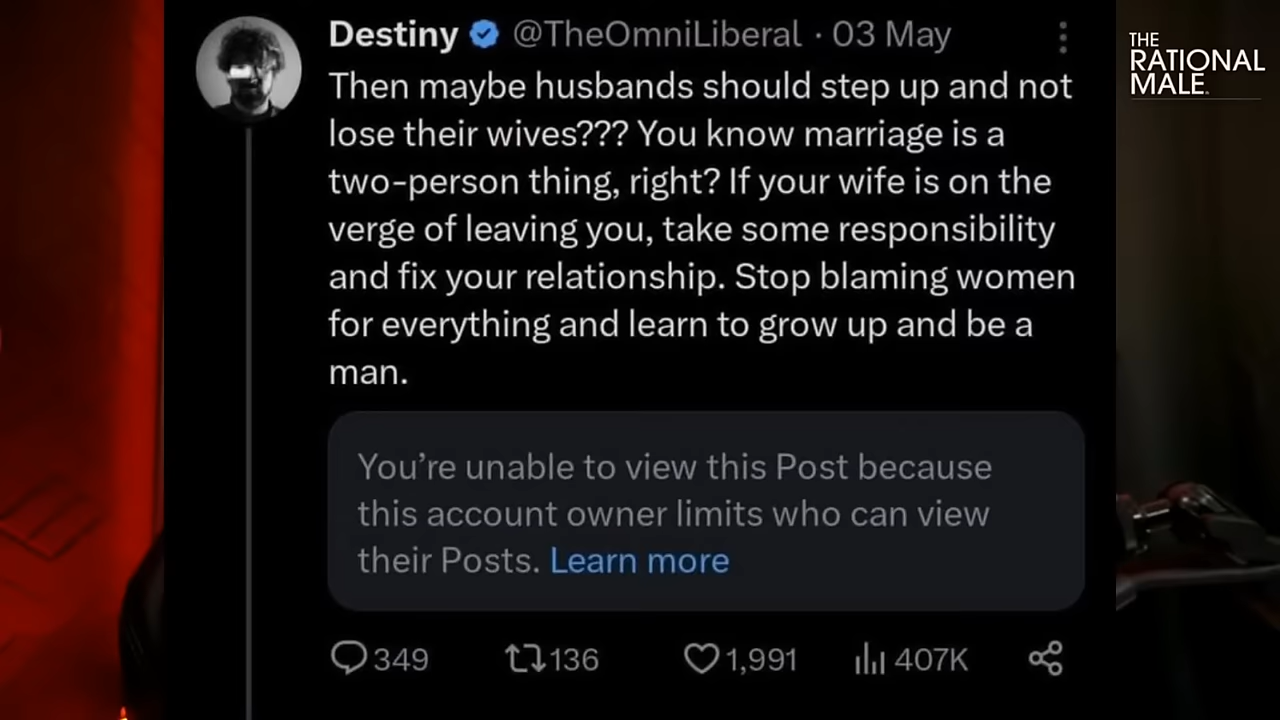 Destiny @TheOmniLiberal · 03 May
THE
RATIONAL
MALE.
Then maybe husbands should step up and not
lose their wives??? You know marriage is a
two-person thing, right? If your wife is on the
verge of leaving you, take some responsibility
and fix your relationship. Stop blaming women
for everything and learn to grow up and be a
man.
You’re unable to view this Post because
this account owner limits who can view
their Posts. Learn more
349 136 1,991 407K